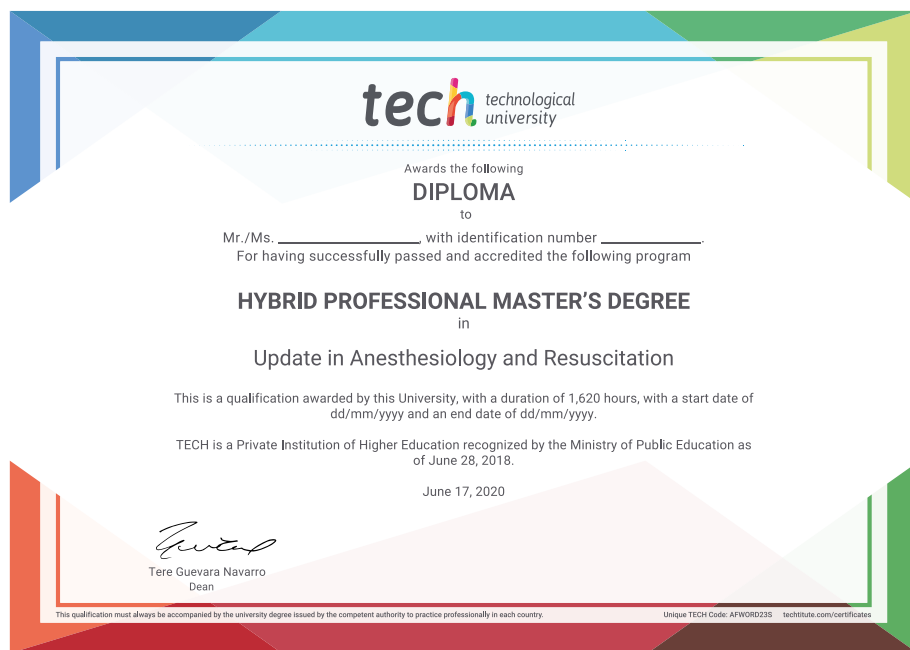 tech technological
university
Awards the following
DIPLOMA
to
Mr./Ms. ____________, with identification number ____________.
For having successfully passed and accredited the following program
HYBRID PROFESSIONAL MASTER'S DEGREE
in
Update in Anesthesiology and Resuscitation
This is a qualification awarded by this University, with a duration of 1,620 hours, with a start date of
dd/mm/yyyy and an end date of dd/mm/yyyy.
TECH is a Private Institution of Higher Education recognized by the Ministry of Public Education as
of June 28, 2018.
June 17, 2020
Tere Guevara Navarro
Dean
This qualification must always be accompanied by the university degree issued by the competent authority to practice professionally in each country.
Unique TECH Code: AFWORD23S techtitute.com/certificates